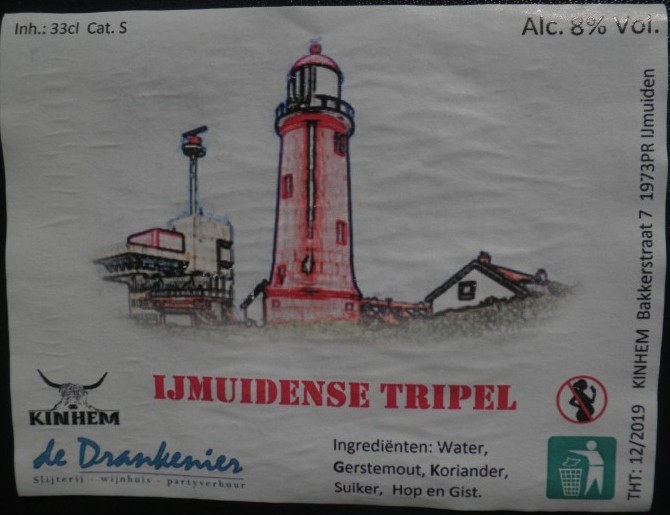 Inh.: 33cl Cat. S
Alc. 8% Vol.
IJMUIDENSE TRIPEL
KINHEM
de Drankenier
Slijterij - wijnhuis - partyverhuur
Ingrediënten: Water,
Gerstemout, Koriander,
Suiker, Hop en Gist.
THT: 12/2019 KINHEM Bakkerstraat 7 1973PR IJmuiden